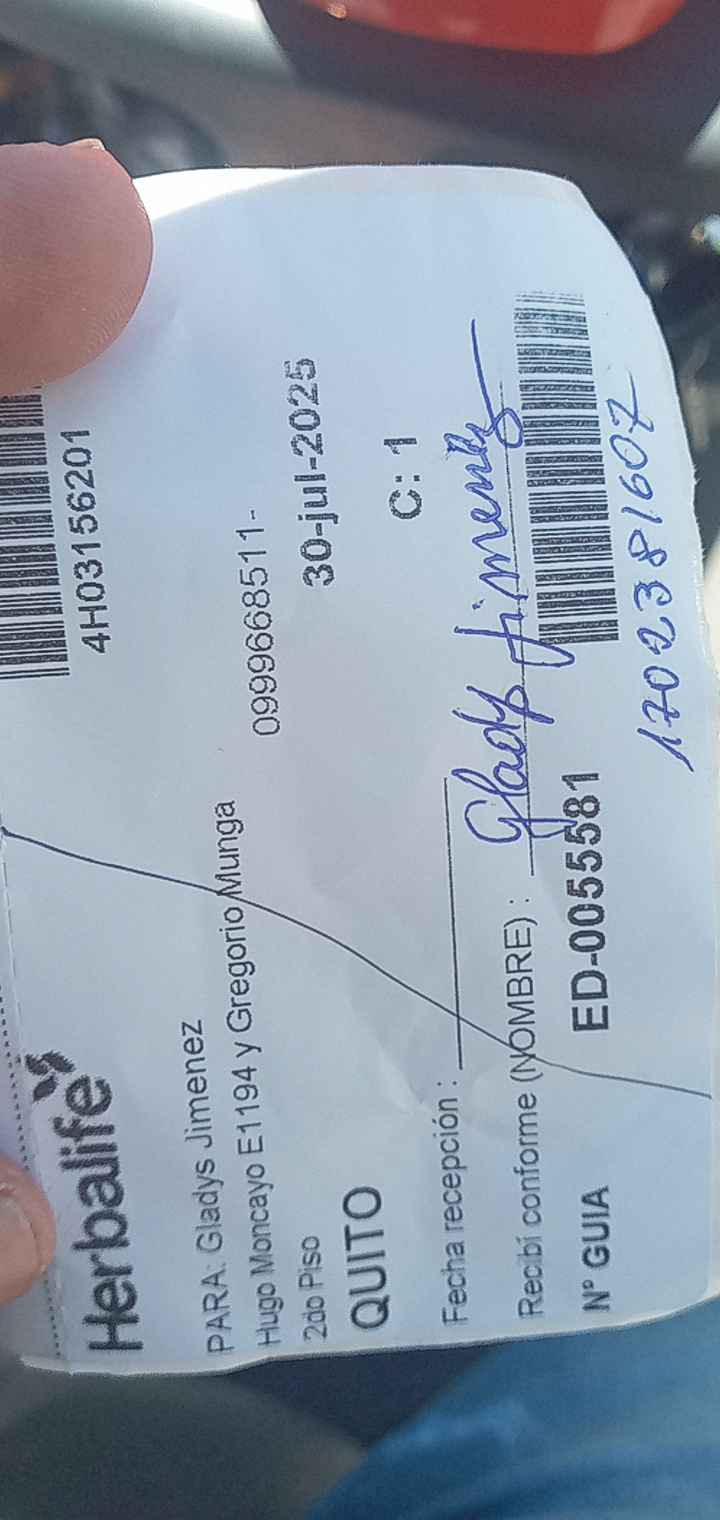 4H03156201
Herbalife
PARA: Gladys Jimenez
Hugo Moncayo E1194 y Gregorio Munga
0999668511-
2do Piso
30-jul-2025
QUITO
C: 1
Fecha recepción :
Recibí conforme (NOMBRE) : Gladys Jimenez
Nº GUIA ED-0055581
1702381607